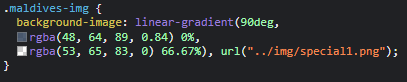 .maldives-img {
background-image: linear-gradient(90deg,
rgba(48, 64, 89, 0.84) 0%,
rgba(53, 65, 83, 0) 66.67%), url("../img/special1.png");
}